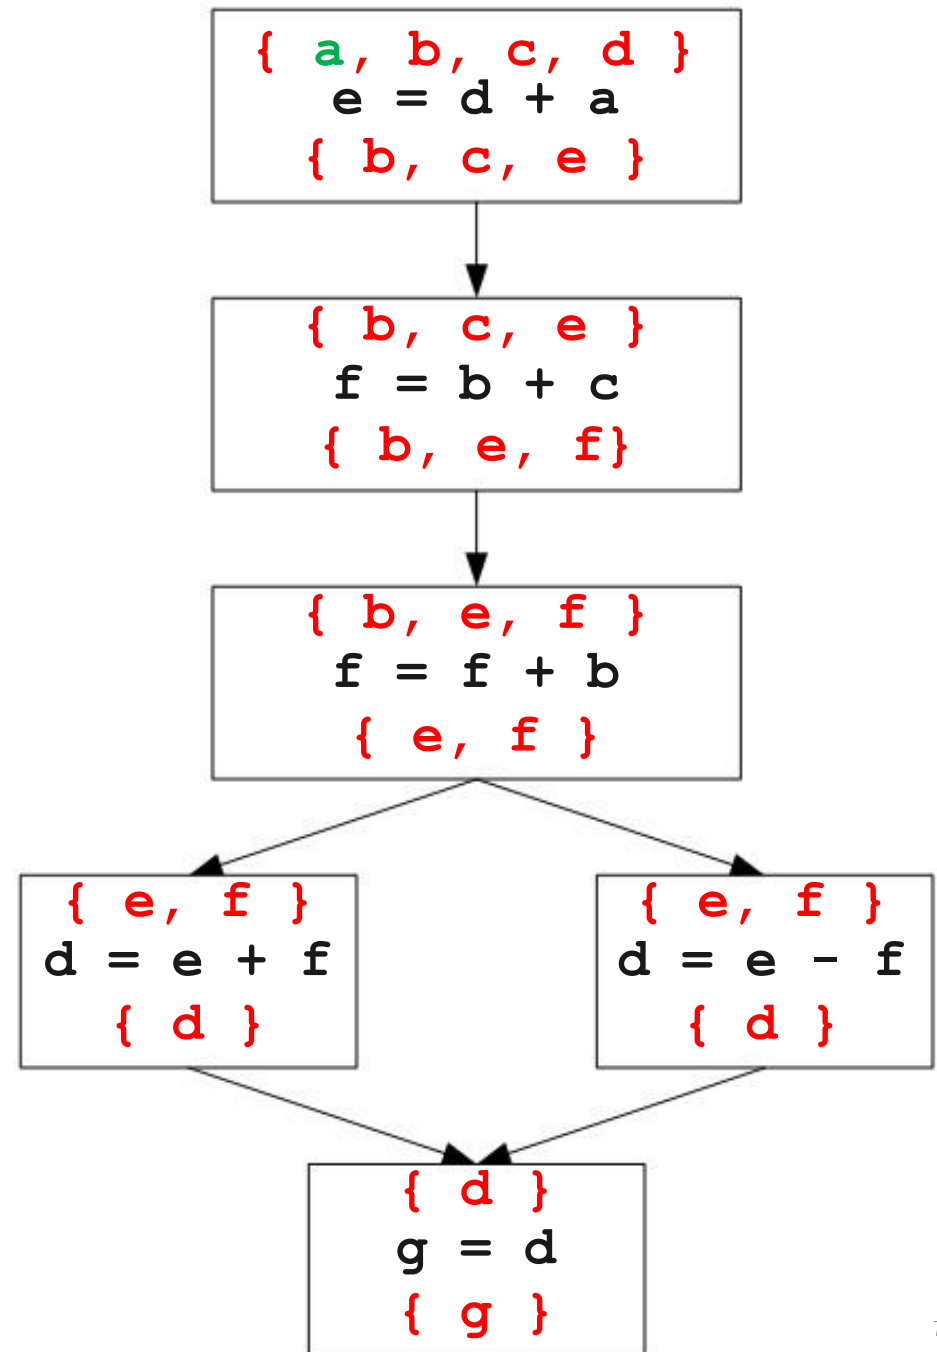 { a, b, c, d }
e = d + a
{ b, c, e }
{ b, c, e }
f = b + c
{ b, e, f}
{ b, e, f }
f = f + b
{ e, f }
{ e, f }
d = e + f
{ d }
{ e, f }
d = e - f
{ d }
{ d }
g = d
{ g }